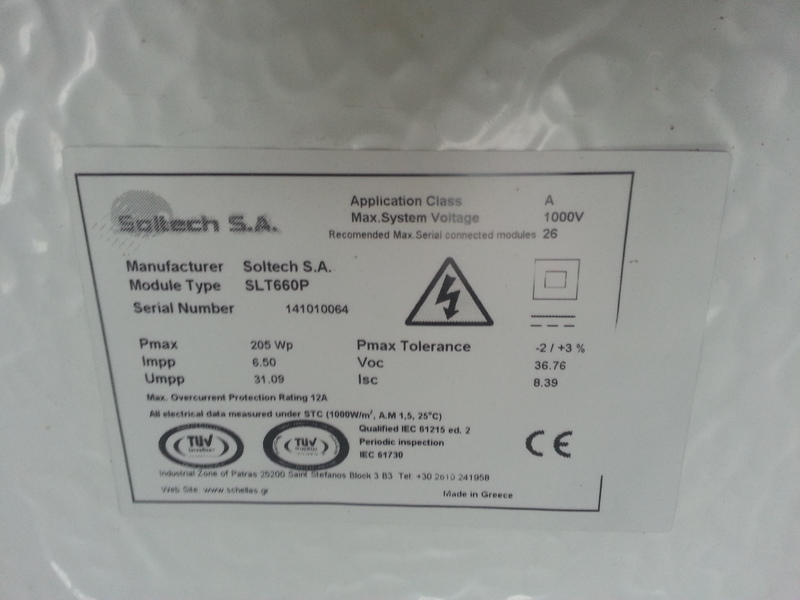 Soltech S.A.
Application Class A
Max.System Voltage 1000V
Recomended Max.Serial connected modules 26
Manufacturer Soltech S.A.
Module Type SLT660P
Serial Number 141010064
Pmax 205 Wp Pmax Tolerance -2 / +3 %
Impp 6.50 Voc 36.76
Umpp 31.09 Isc 8.39
Max. Overcurrent Protection Rating 12A
All electrical data measured under STC (1000W/m², A.M 1,5, 25°C)
TÜV TÜV
Qualified IEC 61215 ed. 2
Periodic inspection
IEC 61730
CE
Industrial Zone of Patras 25200 Saint Stefanos Block 3 B3 Tel: +30 2610 241958
Web Site: www.schellas.gr Made in Greece